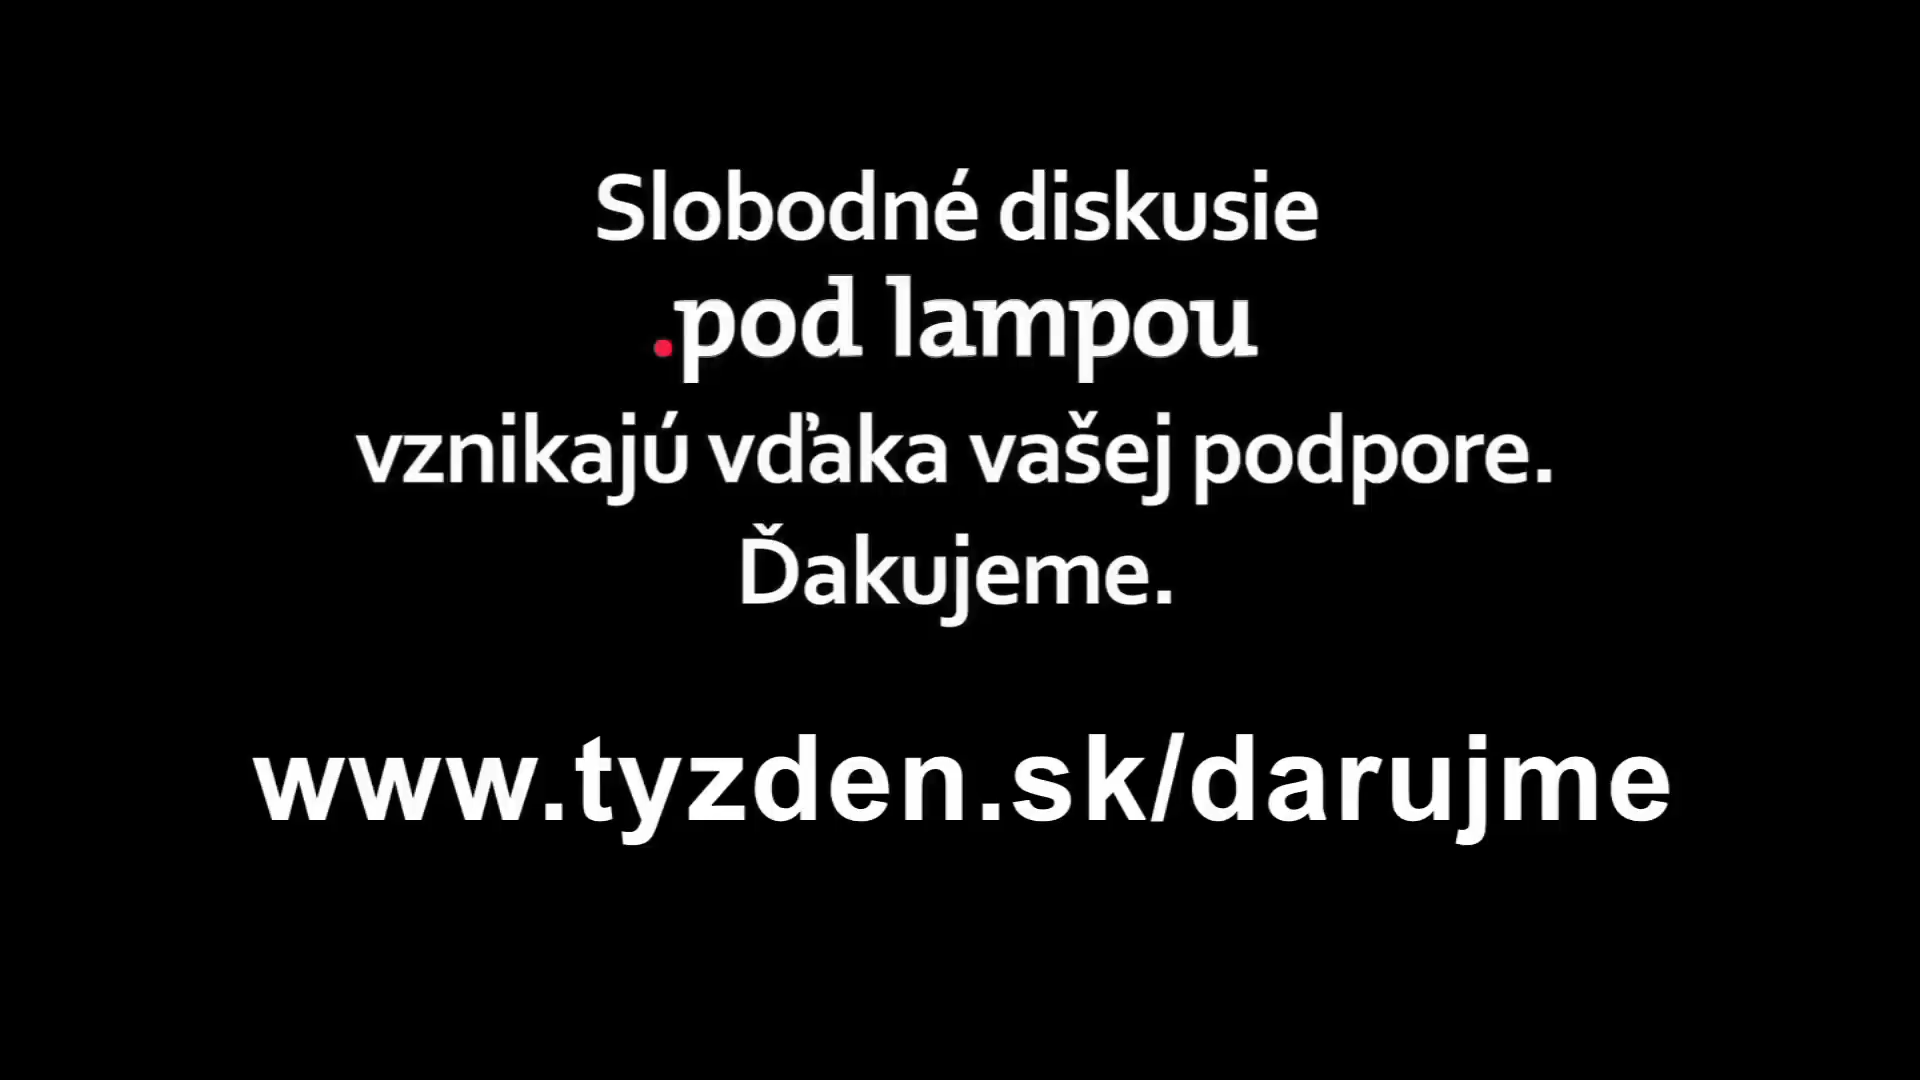 Slobodné diskusie
.pod lampou
vznikajú vďaka vašej podpore.
Ďakujeme.
www.tyzden.sk/darujme